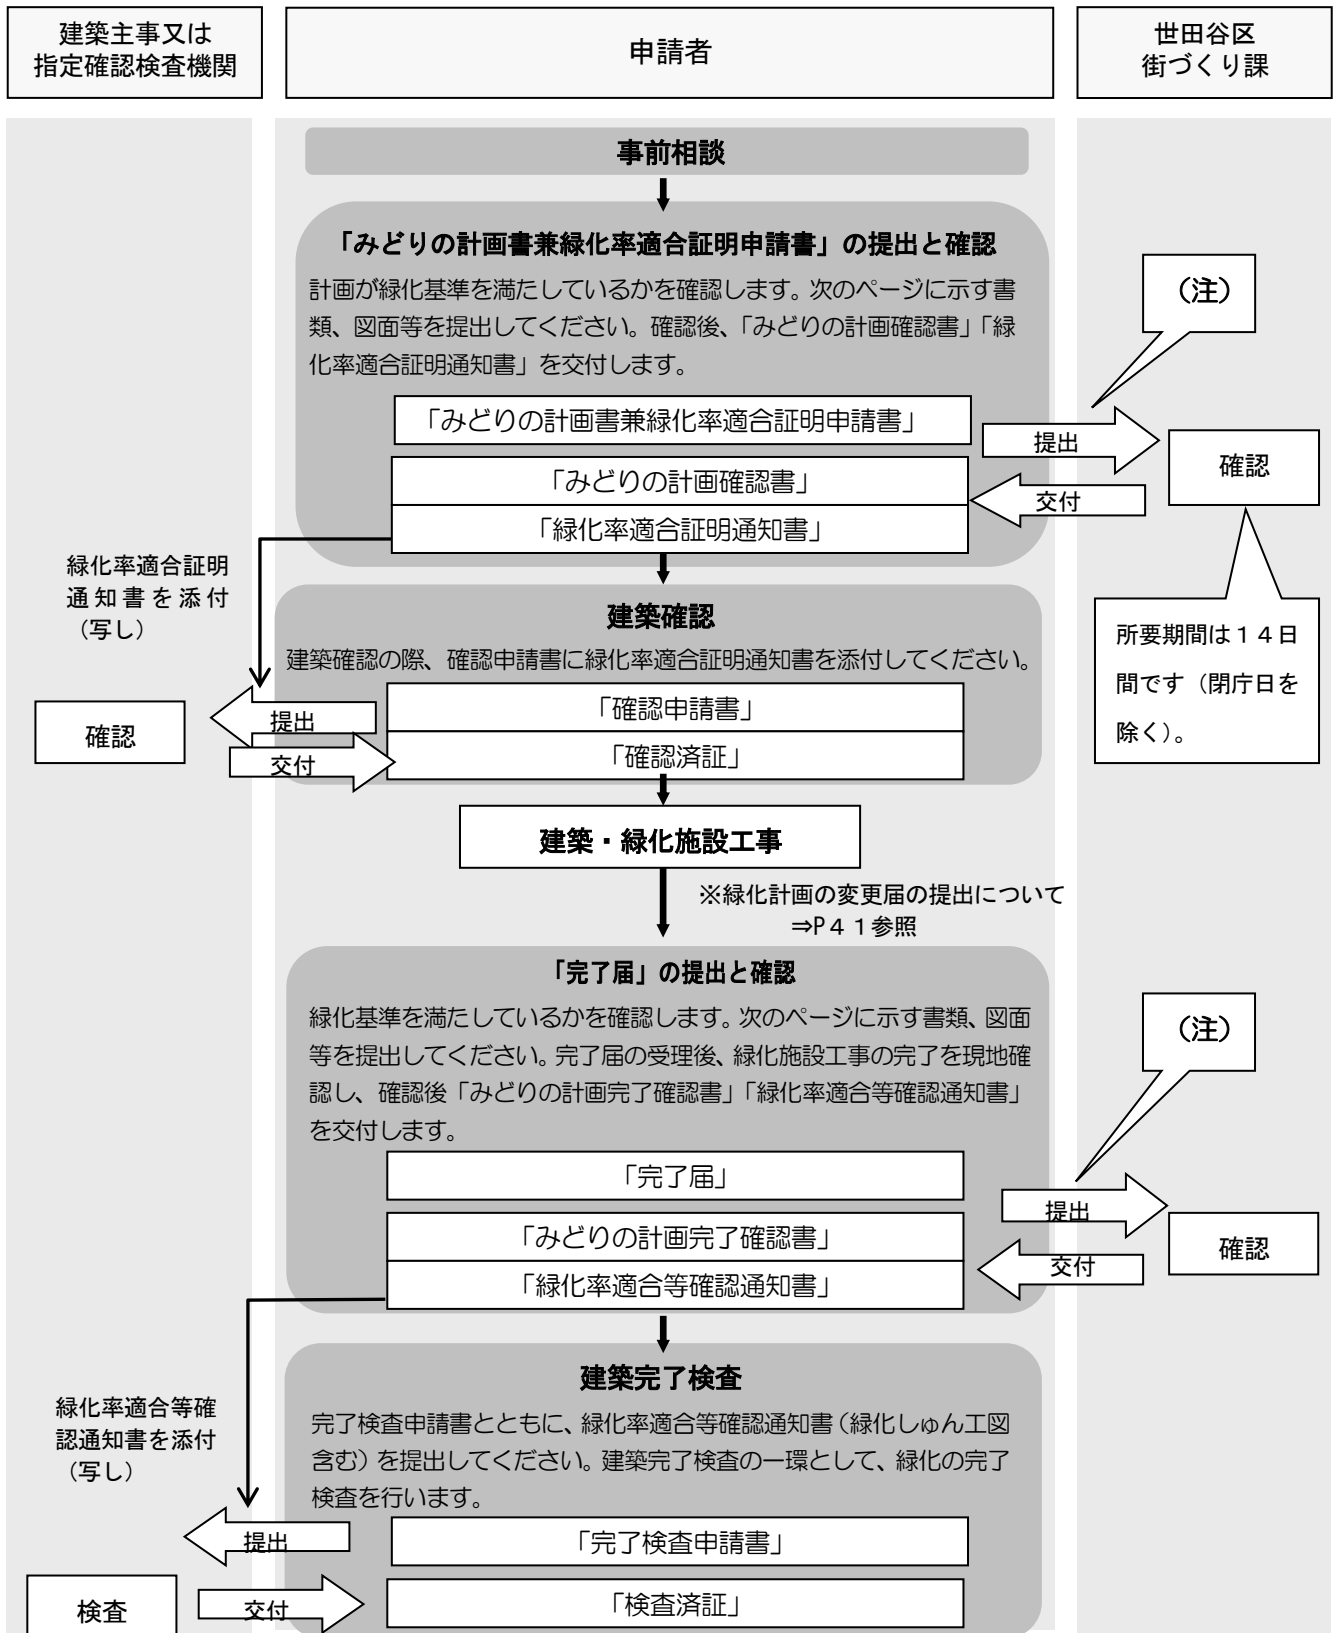 建築主事又は
指定確認検査機関
申請者
世田谷区
街づくり課
事前相談
「みどりの計画書兼緑化率適合証明申請書」の提出と確認
計画が緑化基準を満たしているかを確認します。次のページに示す書
類、図面等を提出してください。確認後、「みどりの計画確認書」「緑
化率適合証明通知書」を交付します。
（注）
「みどりの計画書兼緑化率適合証明申請書」
提出
確認
「みどりの計画確認書」
交付
「緑化率適合証明通知書」
緑化率適合証明
通知書を添付
（写し）
所要期間は１４日
間です（閉庁日を
除く）。
建築確認
建築確認の際、確認申請書に緑化率適合証明通知書を添付してください。
確認
提出
「確認申請書」
交付
「確認済証」
建築・緑化施設工事
※緑化計画の変更届の提出について
⇒P４１参照
「完了届」の提出と確認
緑化基準を満たしているかを確認します。次のページに示す書類、図面
等を提出してください。完了届の受理後、緑化施設工事の完了を現地確
認し、確認後「みどりの計画完了確認書」「緑化率適合等確認通知書」
を交付します。
（注）
「完了届」
提出
確認
「みどりの計画完了確認書」
交付
「緑化率適合等確認通知書」
緑化率適合等確
認通知書を添付
（写し）
建築完了検査
完了検査申請書とともに、緑化率適合等確認通知書（緑化しゅん工図
含む）を提出してください。建築完了検査の一環として、緑化の完了
検査を行います。
提出
「完了検査申請書」
検査
交付
「検査済証」